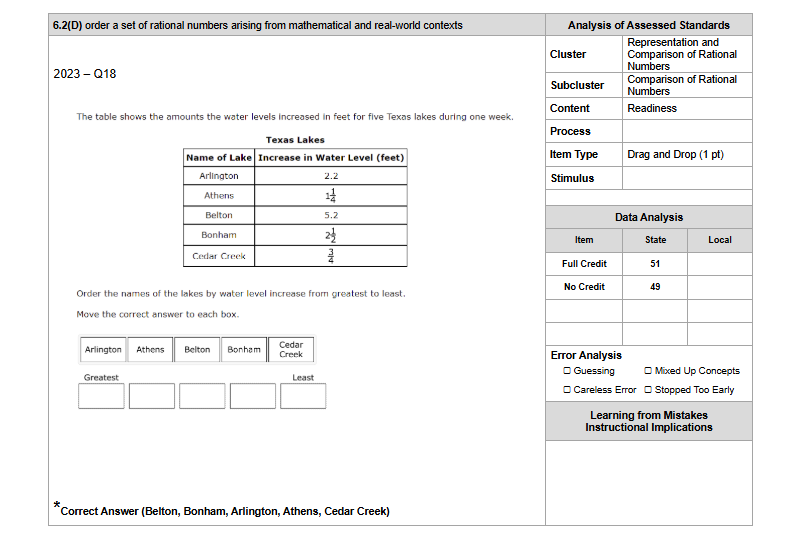 6.2(D) order a set of rational numbers arising from mathematical and real-world contexts
2023 – Q18
The table shows the amounts the water levels increased in feet for five Texas lakes during one week.
Texas Lakes
Name of Lake Increase in Water Level (feet)
Arlington 2.2
Athens 1 1/4
Belton 5.2
Bonham 2 1/2
Cedar Creek 3/4
Order the names of the lakes by water level increase from greatest to least.
Move the correct answer to each box.
Arlington Athens Belton Bonham Cedar Creek
Greatest Least
*Correct Answer (Belton, Bonham, Arlington, Athens, Cedar Creek)
Analysis of Assessed Standards
Cluster Representation and
Comparison of Rational
Numbers
Subcluster Comparison of Rational
Numbers
Content Readiness
Process
Item Type Drag and Drop (1 pt)
Stimulus
Data Analysis
Item State Local
Full Credit 51
No Credit 49
Error Analysis
☐ Guessing ☐ Mixed Up Concepts
☐ Careless Error ☐ Stopped Too Early
Learning from Mistakes
Instructional Implications